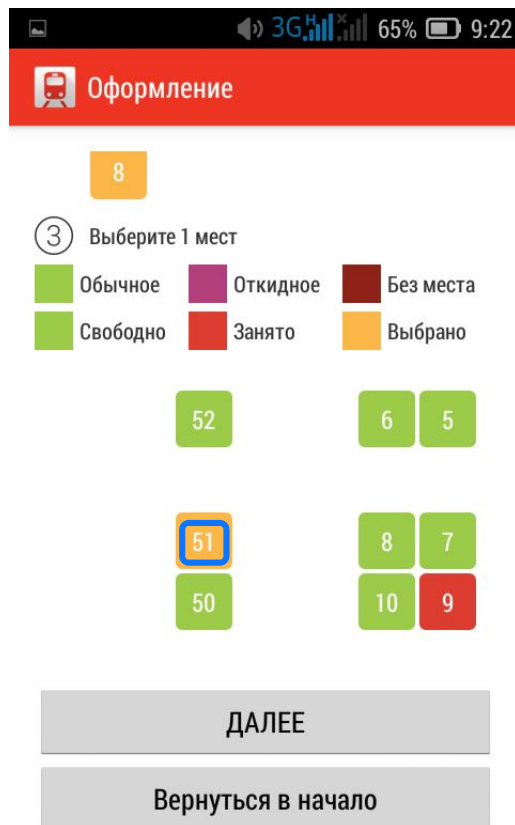 3G H 65% 9:22
Оформление
8
3 Выберите 1 мест
Обычное Откидное Без места
Свободно Занято Выбрано
52 6 5
51 8 7
50 10 9
ДАЛЕЕ
Вернуться в начало